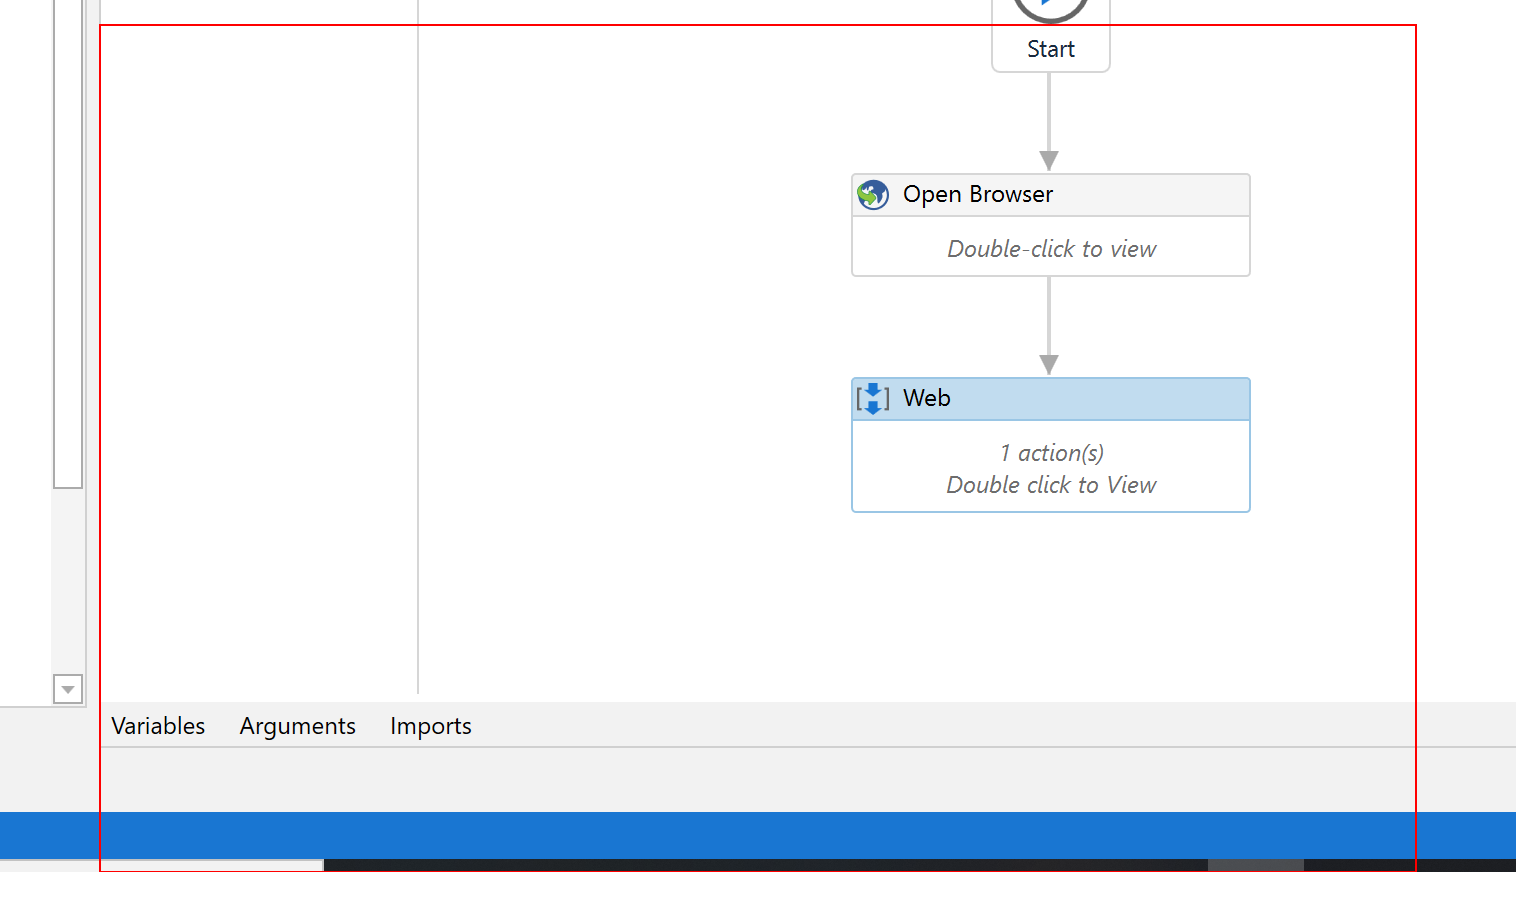 Start
Open Browser
Double-click to view
Web
1 action(s)
Double click to View
Variables Arguments Imports